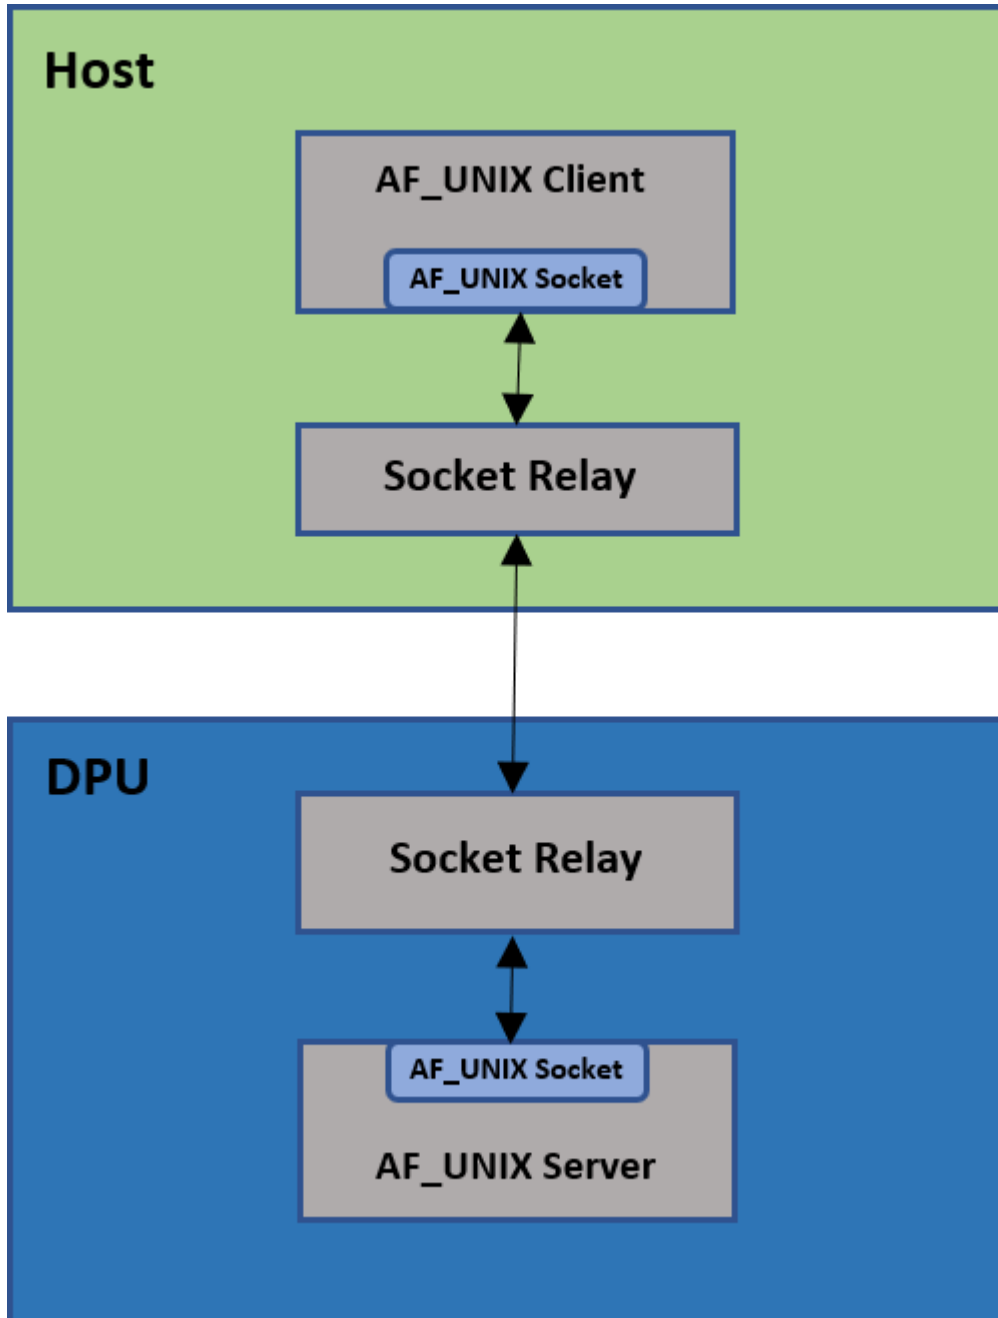 Host
AF_UNIX Client
AF_UNIX Socket
Socket Relay
DPU
Socket Relay
AF_UNIX Socket
AF_UNIX Server